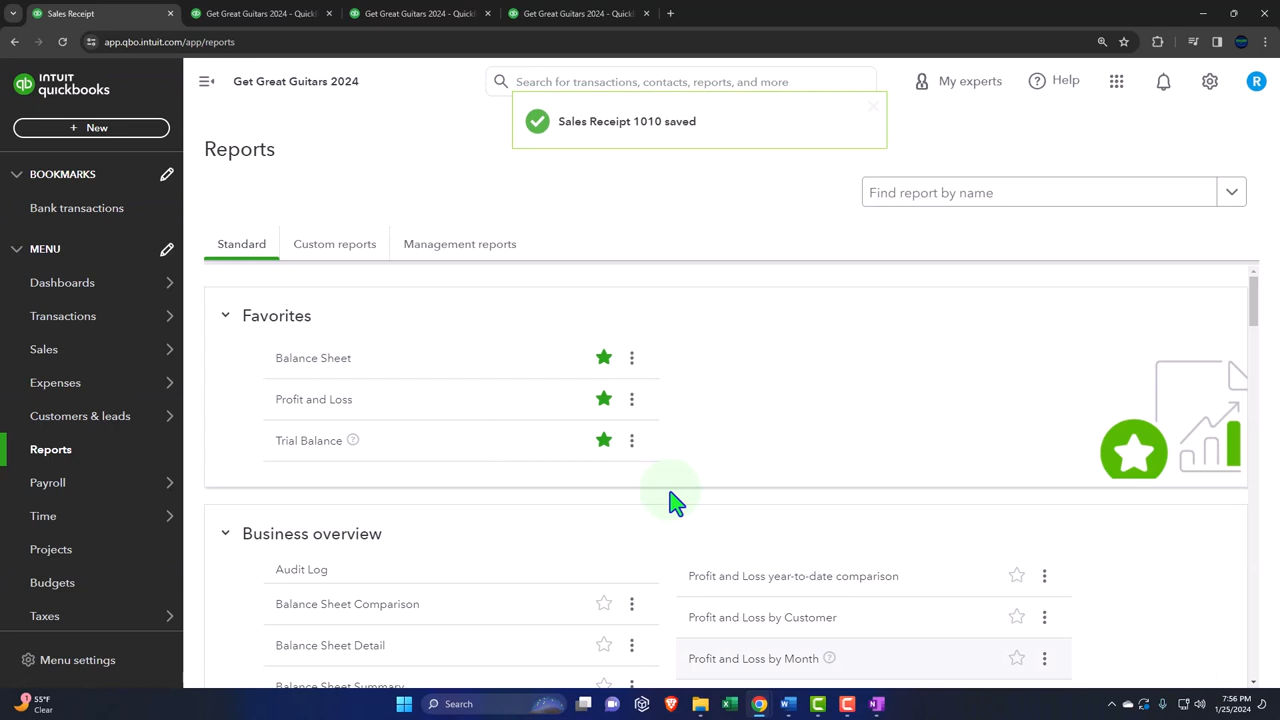 Sales Receipt
Get Great Guitars 2024 - Quick
Get Great Guitars 2024 - Quick
Get Great Guitars 2024 - Quick
app.qbo.intuit.com/app/reports
INTUIT
quickbooks
Get Great Guitars 2024
Search for transactions, contacts, reports, and more
My experts
Help
R
Sales Receipt 1010 saved
+ New
Reports
BOOKMARKS
Bank transactions
Find report by name
MENU
Standard
Custom reports
Management reports
Dashboards
Transactions
Sales
Expenses
Customers & leads
Reports
Payroll
Time
Projects
Budgets
Taxes
Menu settings
Favorites
Balance Sheet
Profit and Loss
Trial Balance
Business overview
Audit Log
Balance Sheet Comparison
Balance Sheet Detail
Balance Sheet Summary
Profit and Loss year-to-date comparison
Profit and Loss by Customer
Profit and Loss by Month
55°F
Clear
Search
7:56 PM
1/25/2024